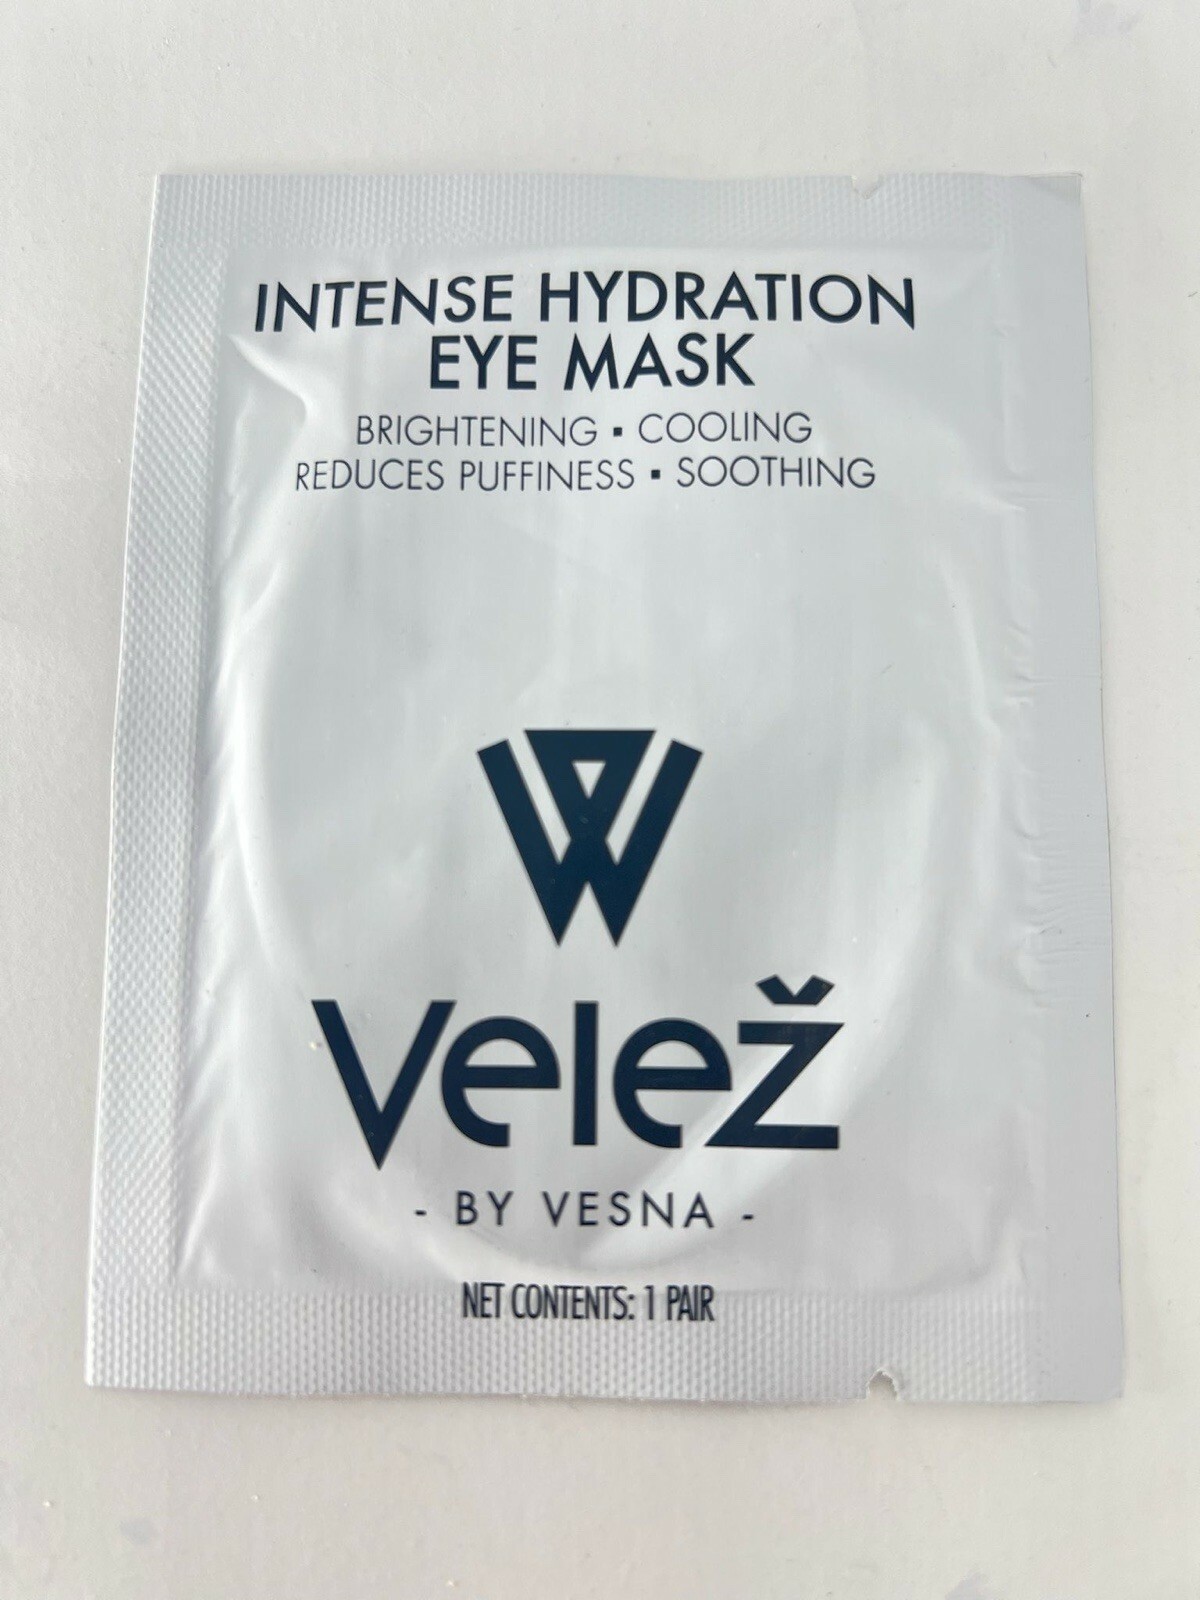 INTENSE HYDRATION
EYE MASK
BRIGHTENING ▪ COOLING
REDUCES PUFFINESS ▪ SOOTHING
Velež
- BY VESNA -
NET CONTENTS: 1 PAIR